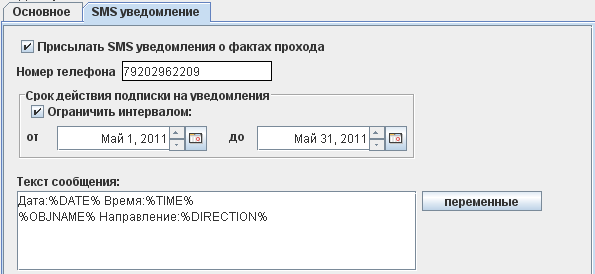 Основное SMS уведомление
Присылать SMS уведомления о фактах прохода
Номер телефона 79202962209
Срок действия подписки на уведомления
Ограничить интервалом:
от Май 1, 2011 до Май 31, 2011
Текст сообщения:
Дата:%DATE% Время:%TIME% переменные
%OBJNAME% Направление:%DIRECTION%